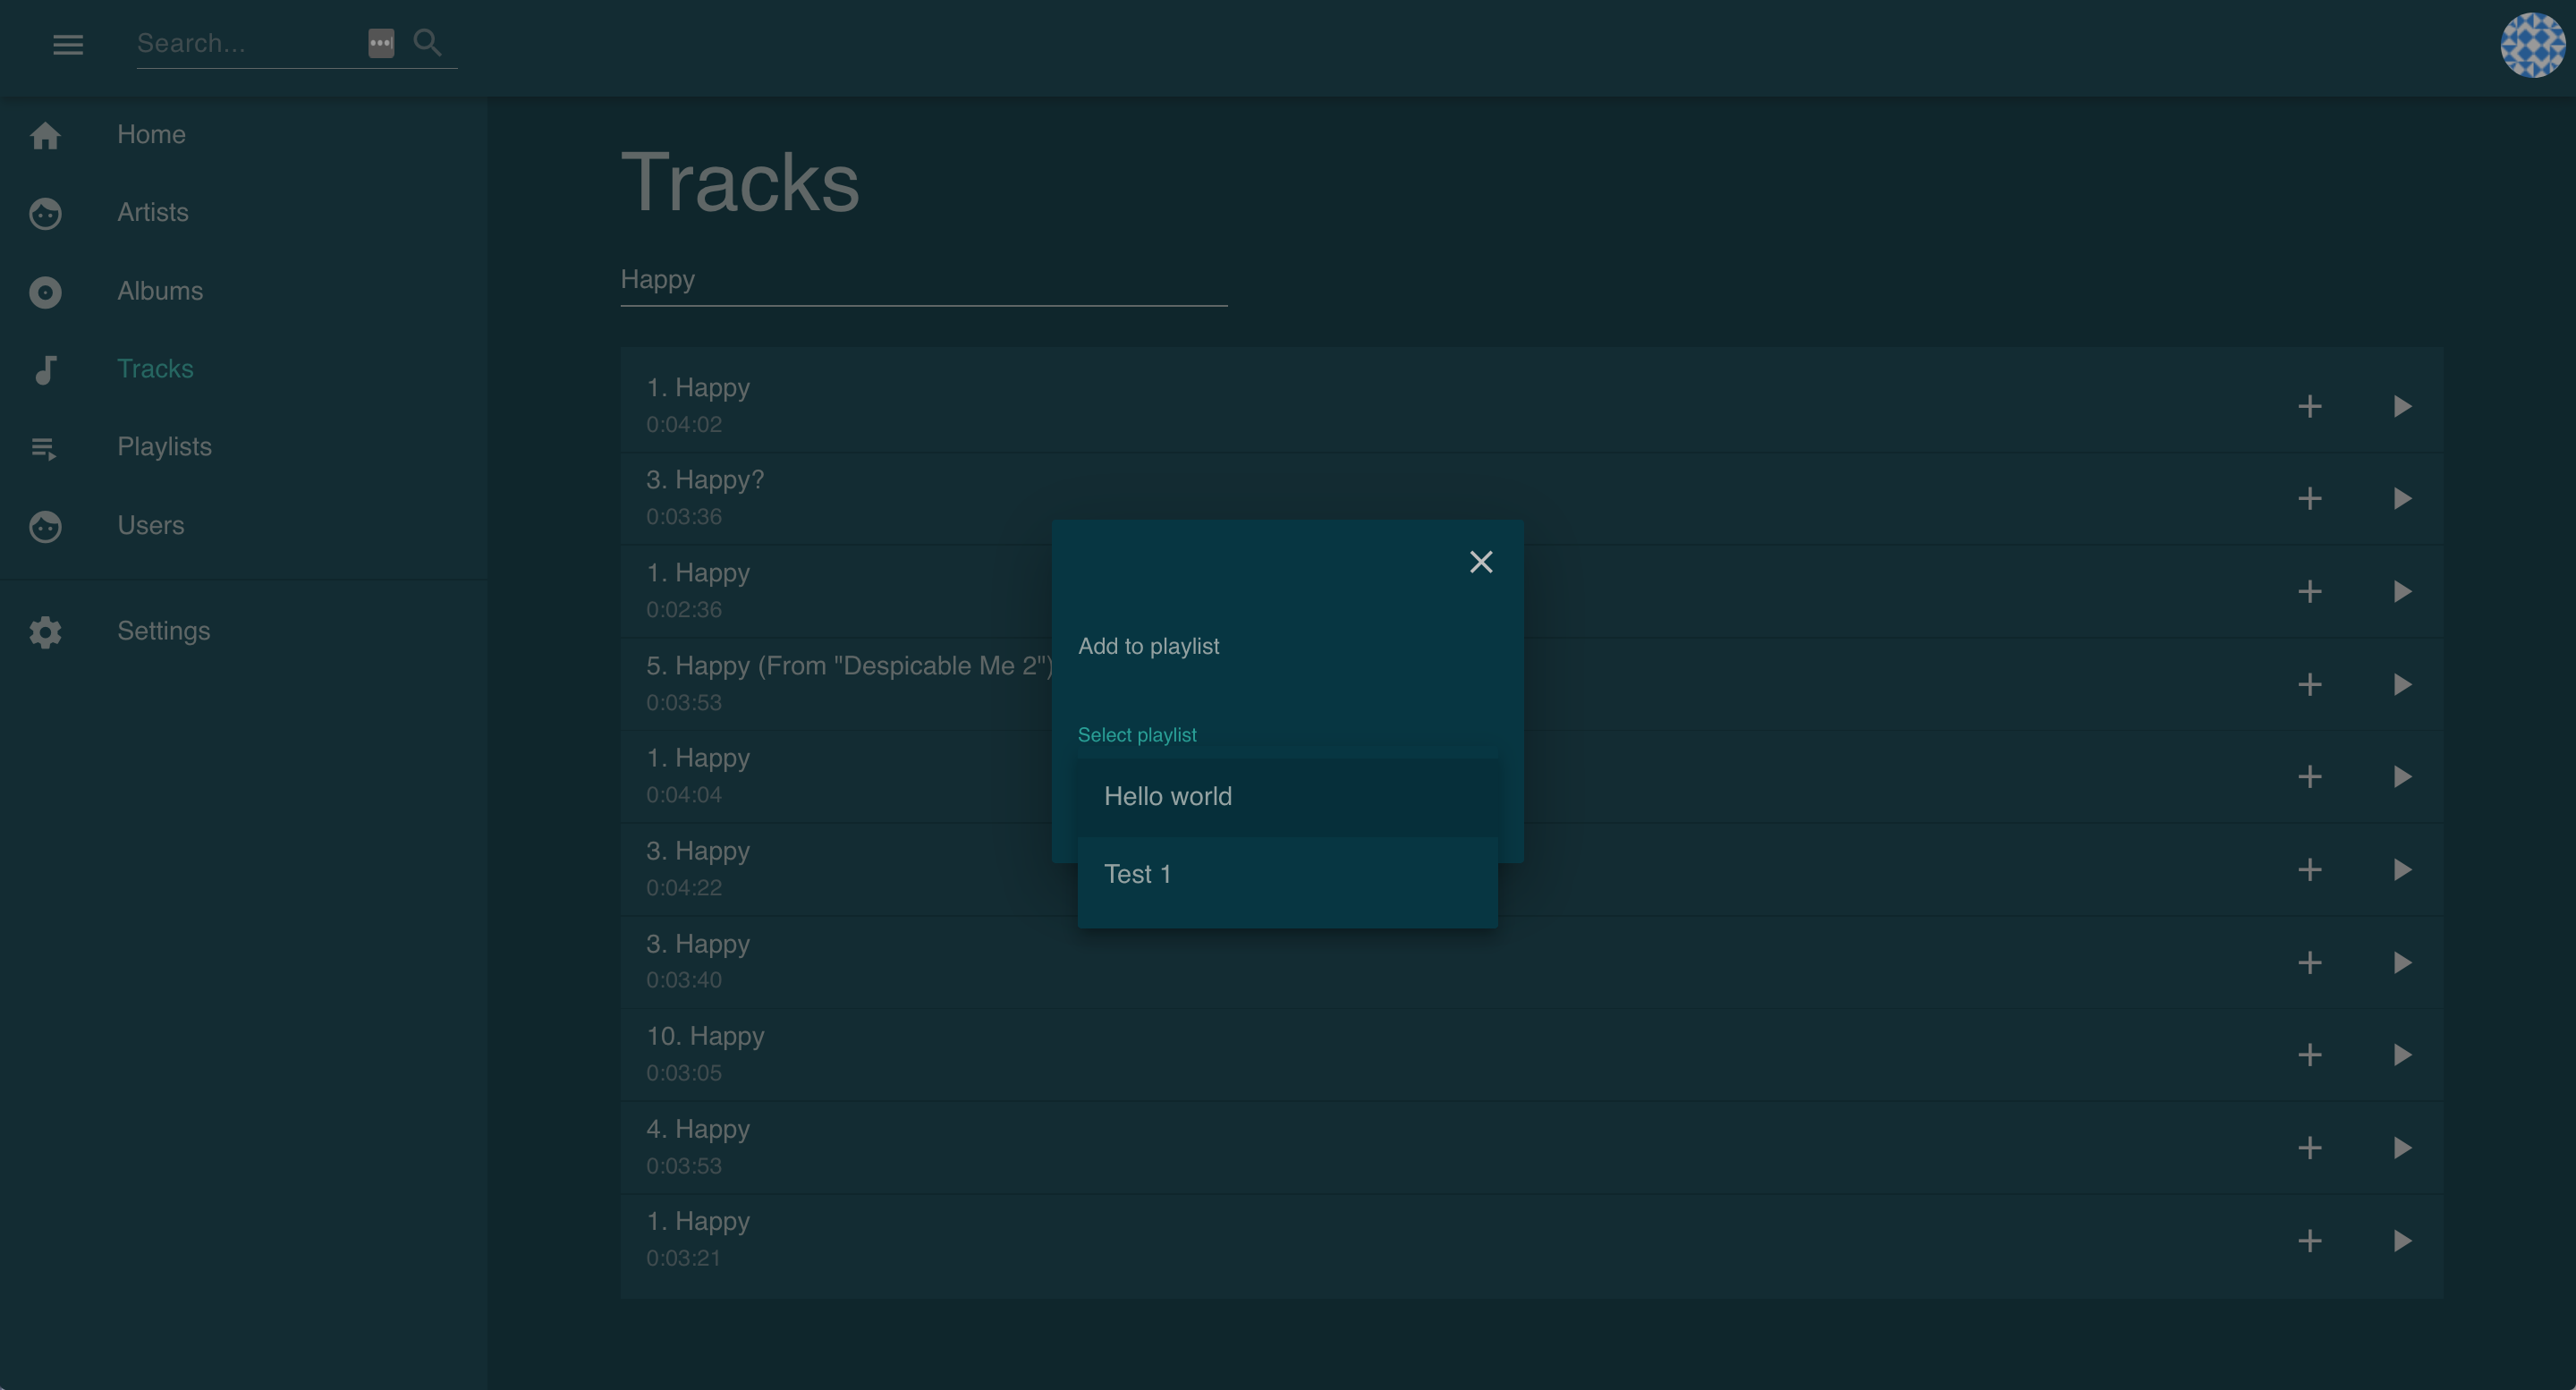 Search...
Home
Artists
Albums
Tracks
Playlists
Users
Settings
Tracks
Happy
1. Happy
0:04:02
3. Happy?
0:03:36
1. Happy
0:02:36
5. Happy (From "Despicable Me 2")
0:03:53
1. Happy
0:04:04
3. Happy
0:04:22
3. Happy
0:03:40
10. Happy
0:03:05
4. Happy
0:03:53
1. Happy
0:03:21
Add to playlist
Select playlist
Hello world
Test 1